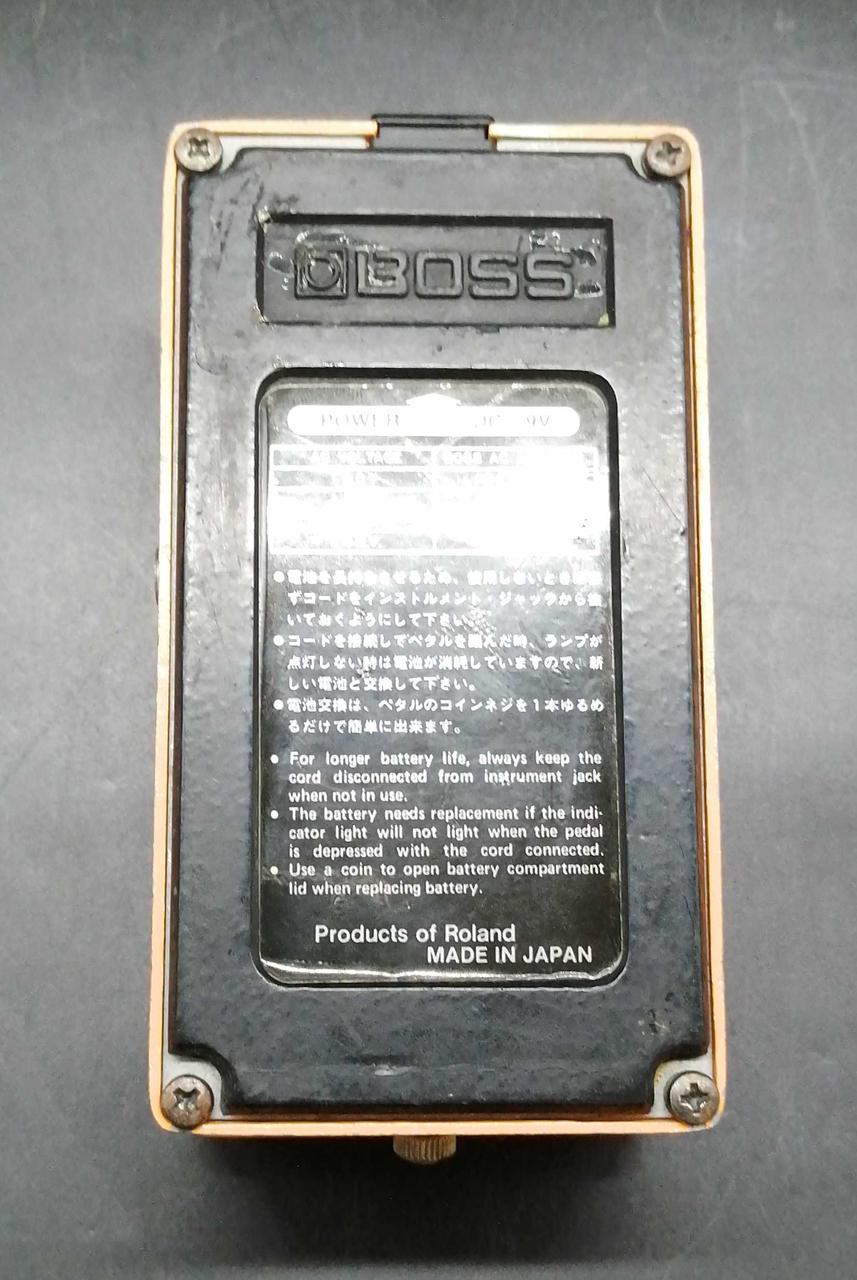 BOSS
POWER DC 9V
AC VOLTAGE
●電池を長持ちさせるため、使用しないときは
ずコードをインストルメント・ジャックから抜
いておくようにして下さい。
●コードを接続してペタルを踏んだ時、ランプが
点灯しない時は電池が消耗していますので、新
しい電池と交換して下さい。
●電池交換は、ペタルのコインネジを1本ゆるめ
るだけで簡単に出来ます。
● For longer battery life, always keep the
cord disconnected from instrument jack
when not in use.
● The battery needs replacement if the indi-
cator light will not light when the pedal
is depressed with the cord connected.
● Use a coin to open battery compartment
lid when replacing battery.
Products of Roland
MADE IN JAPAN